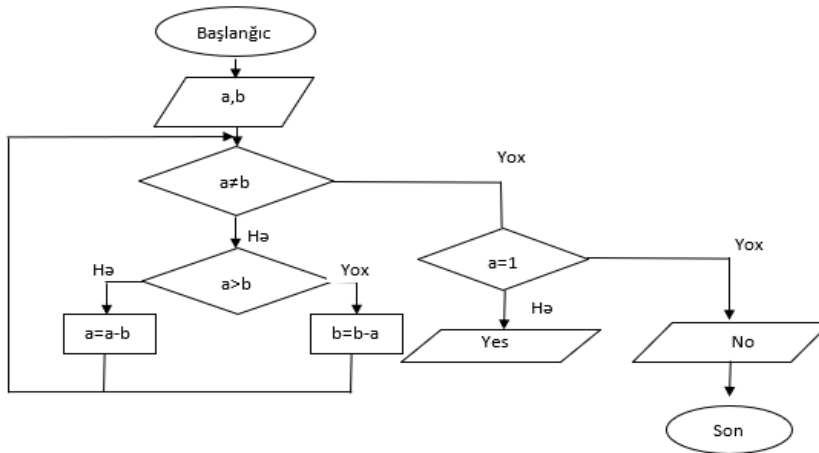 Başlanğıc
a,b
a≠b
Yox
Hə
a>b
Hə
Yox
a=1
Yox
Hə
a=a-b
b=b-a
Yes
No
Son